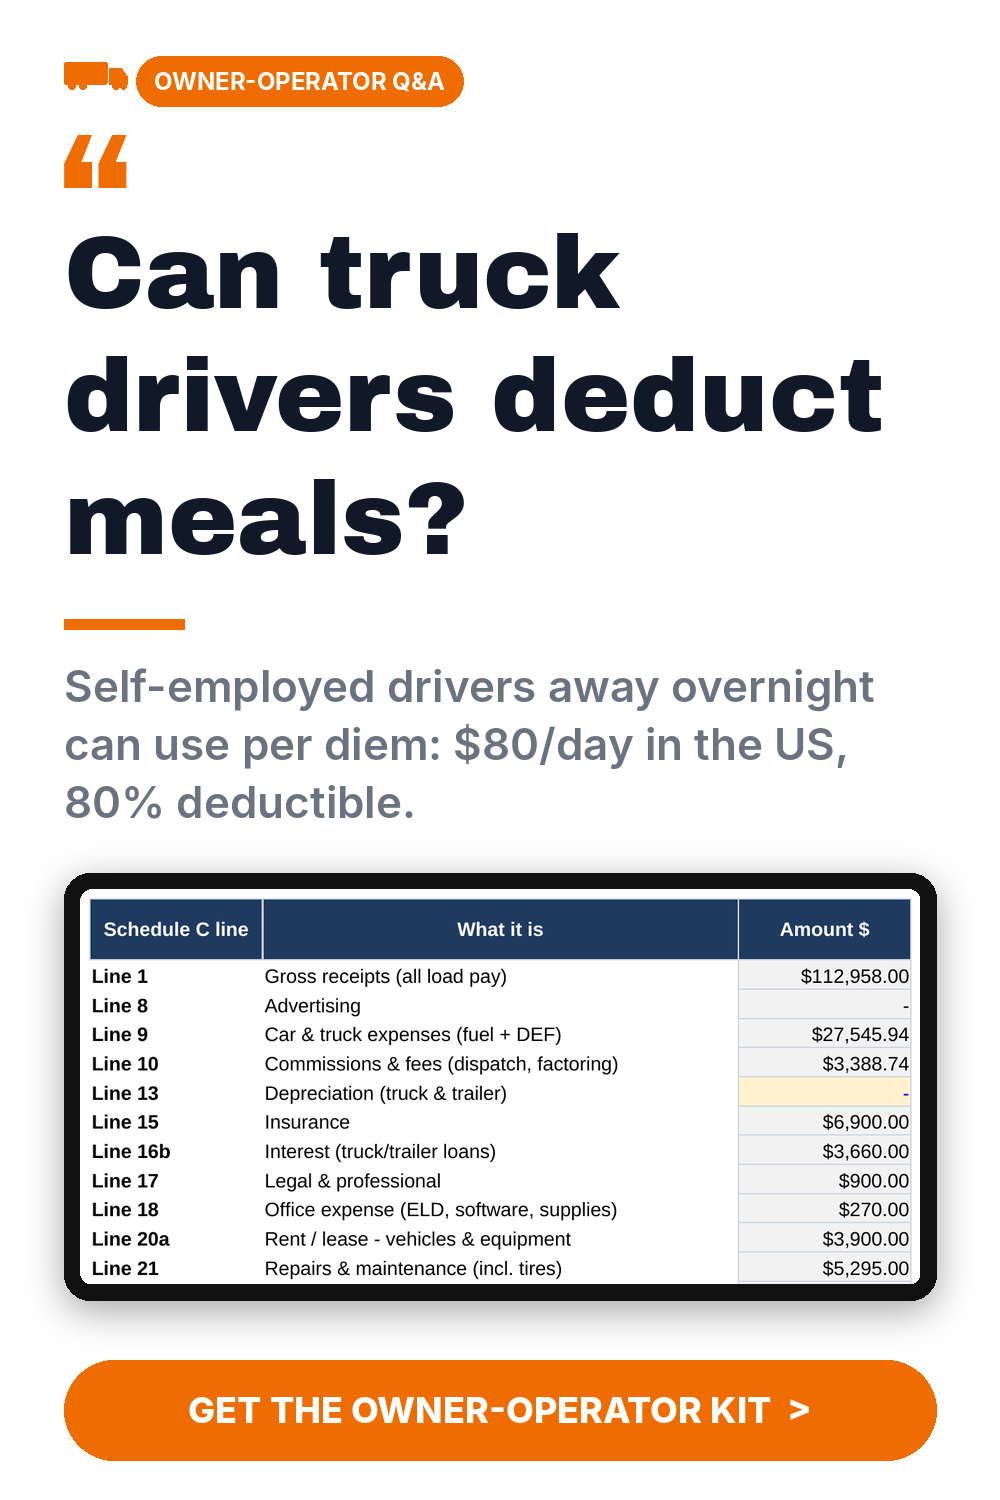 OWNER-OPERATOR Q&A
“
Can truck
drivers deduct
meals?
Self-employed drivers away overnight
can use per diem: $80/day in the US,
80% deductible.
Schedule C line What it is Amount $
Line 1 Gross receipts (all load pay) $112,958.00
Line 8 Advertising -
Line 9 Car & truck expenses (fuel + DEF) $27,545.94
Line 10 Commissions & fees (dispatch, factoring) $3,388.74
Line 13 Depreciation (truck & trailer) -
Line 15 Insurance $6,900.00
Line 16b Interest (truck/trailer loans) $3,660.00
Line 17 Legal & professional $900.00
Line 18 Office expense (ELD, software, supplies) $270.00
Line 20a Rent / lease - vehicles & equipment $3,900.00
Line 21 Repairs & maintenance (incl. tires) $5,295.00
GET THE OWNER-OPERATOR KIT >